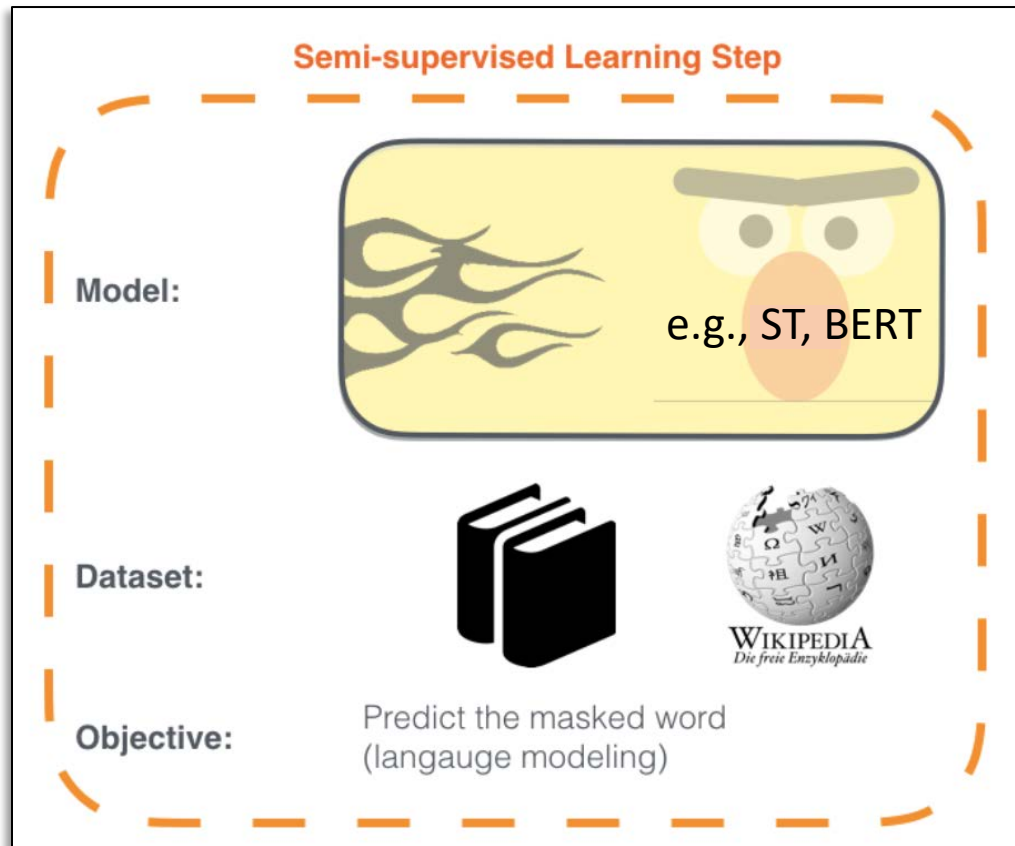 Semi-supervised Learning Step
Model:
e.g., ST, BERT
Dataset:
WIKIPEDIA
Die freie Enzyklopädie
Objective:
Predict the masked word
(langauge modeling)